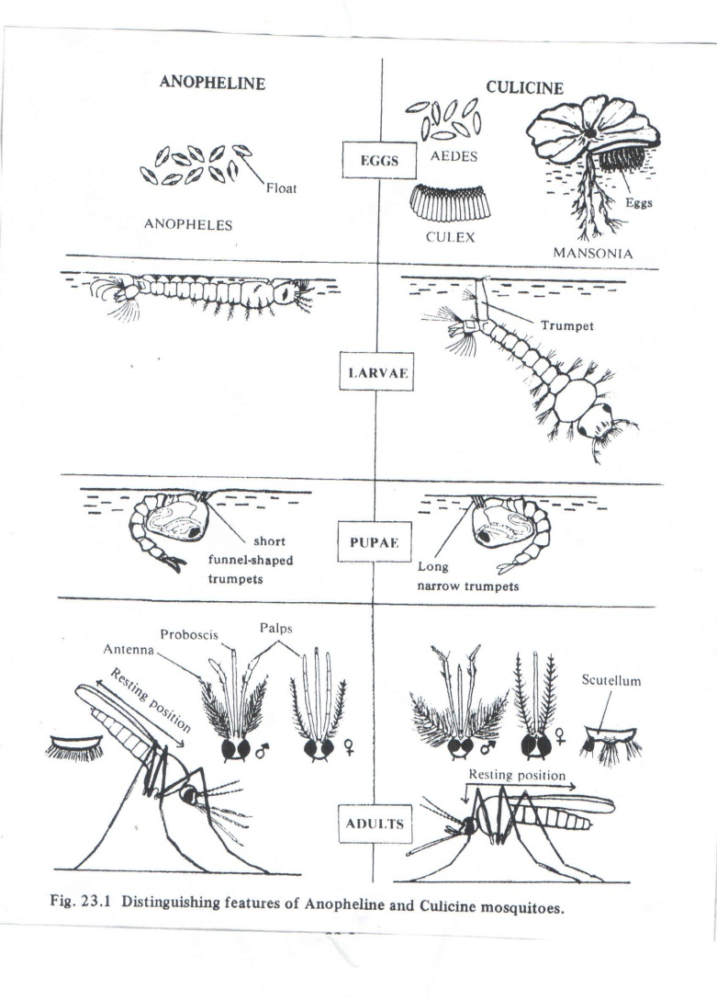 ANOPHELINE
CULICINE
EGGS
Float
ANOPHELES
AEDES
CULEX
Eggs
MANSONIA
LARVAE
Trumpet
PUPAE
short
funnel-shaped
trumpets
Long
narrow trumpets
ADULTS
Antenna
Proboscis
Palps
Resting position
♂
♀
♂
♀
Scutellum
Resting position
Fig. 23.1 Distinguishing features of Anopheline and Culicine mosquitoes.